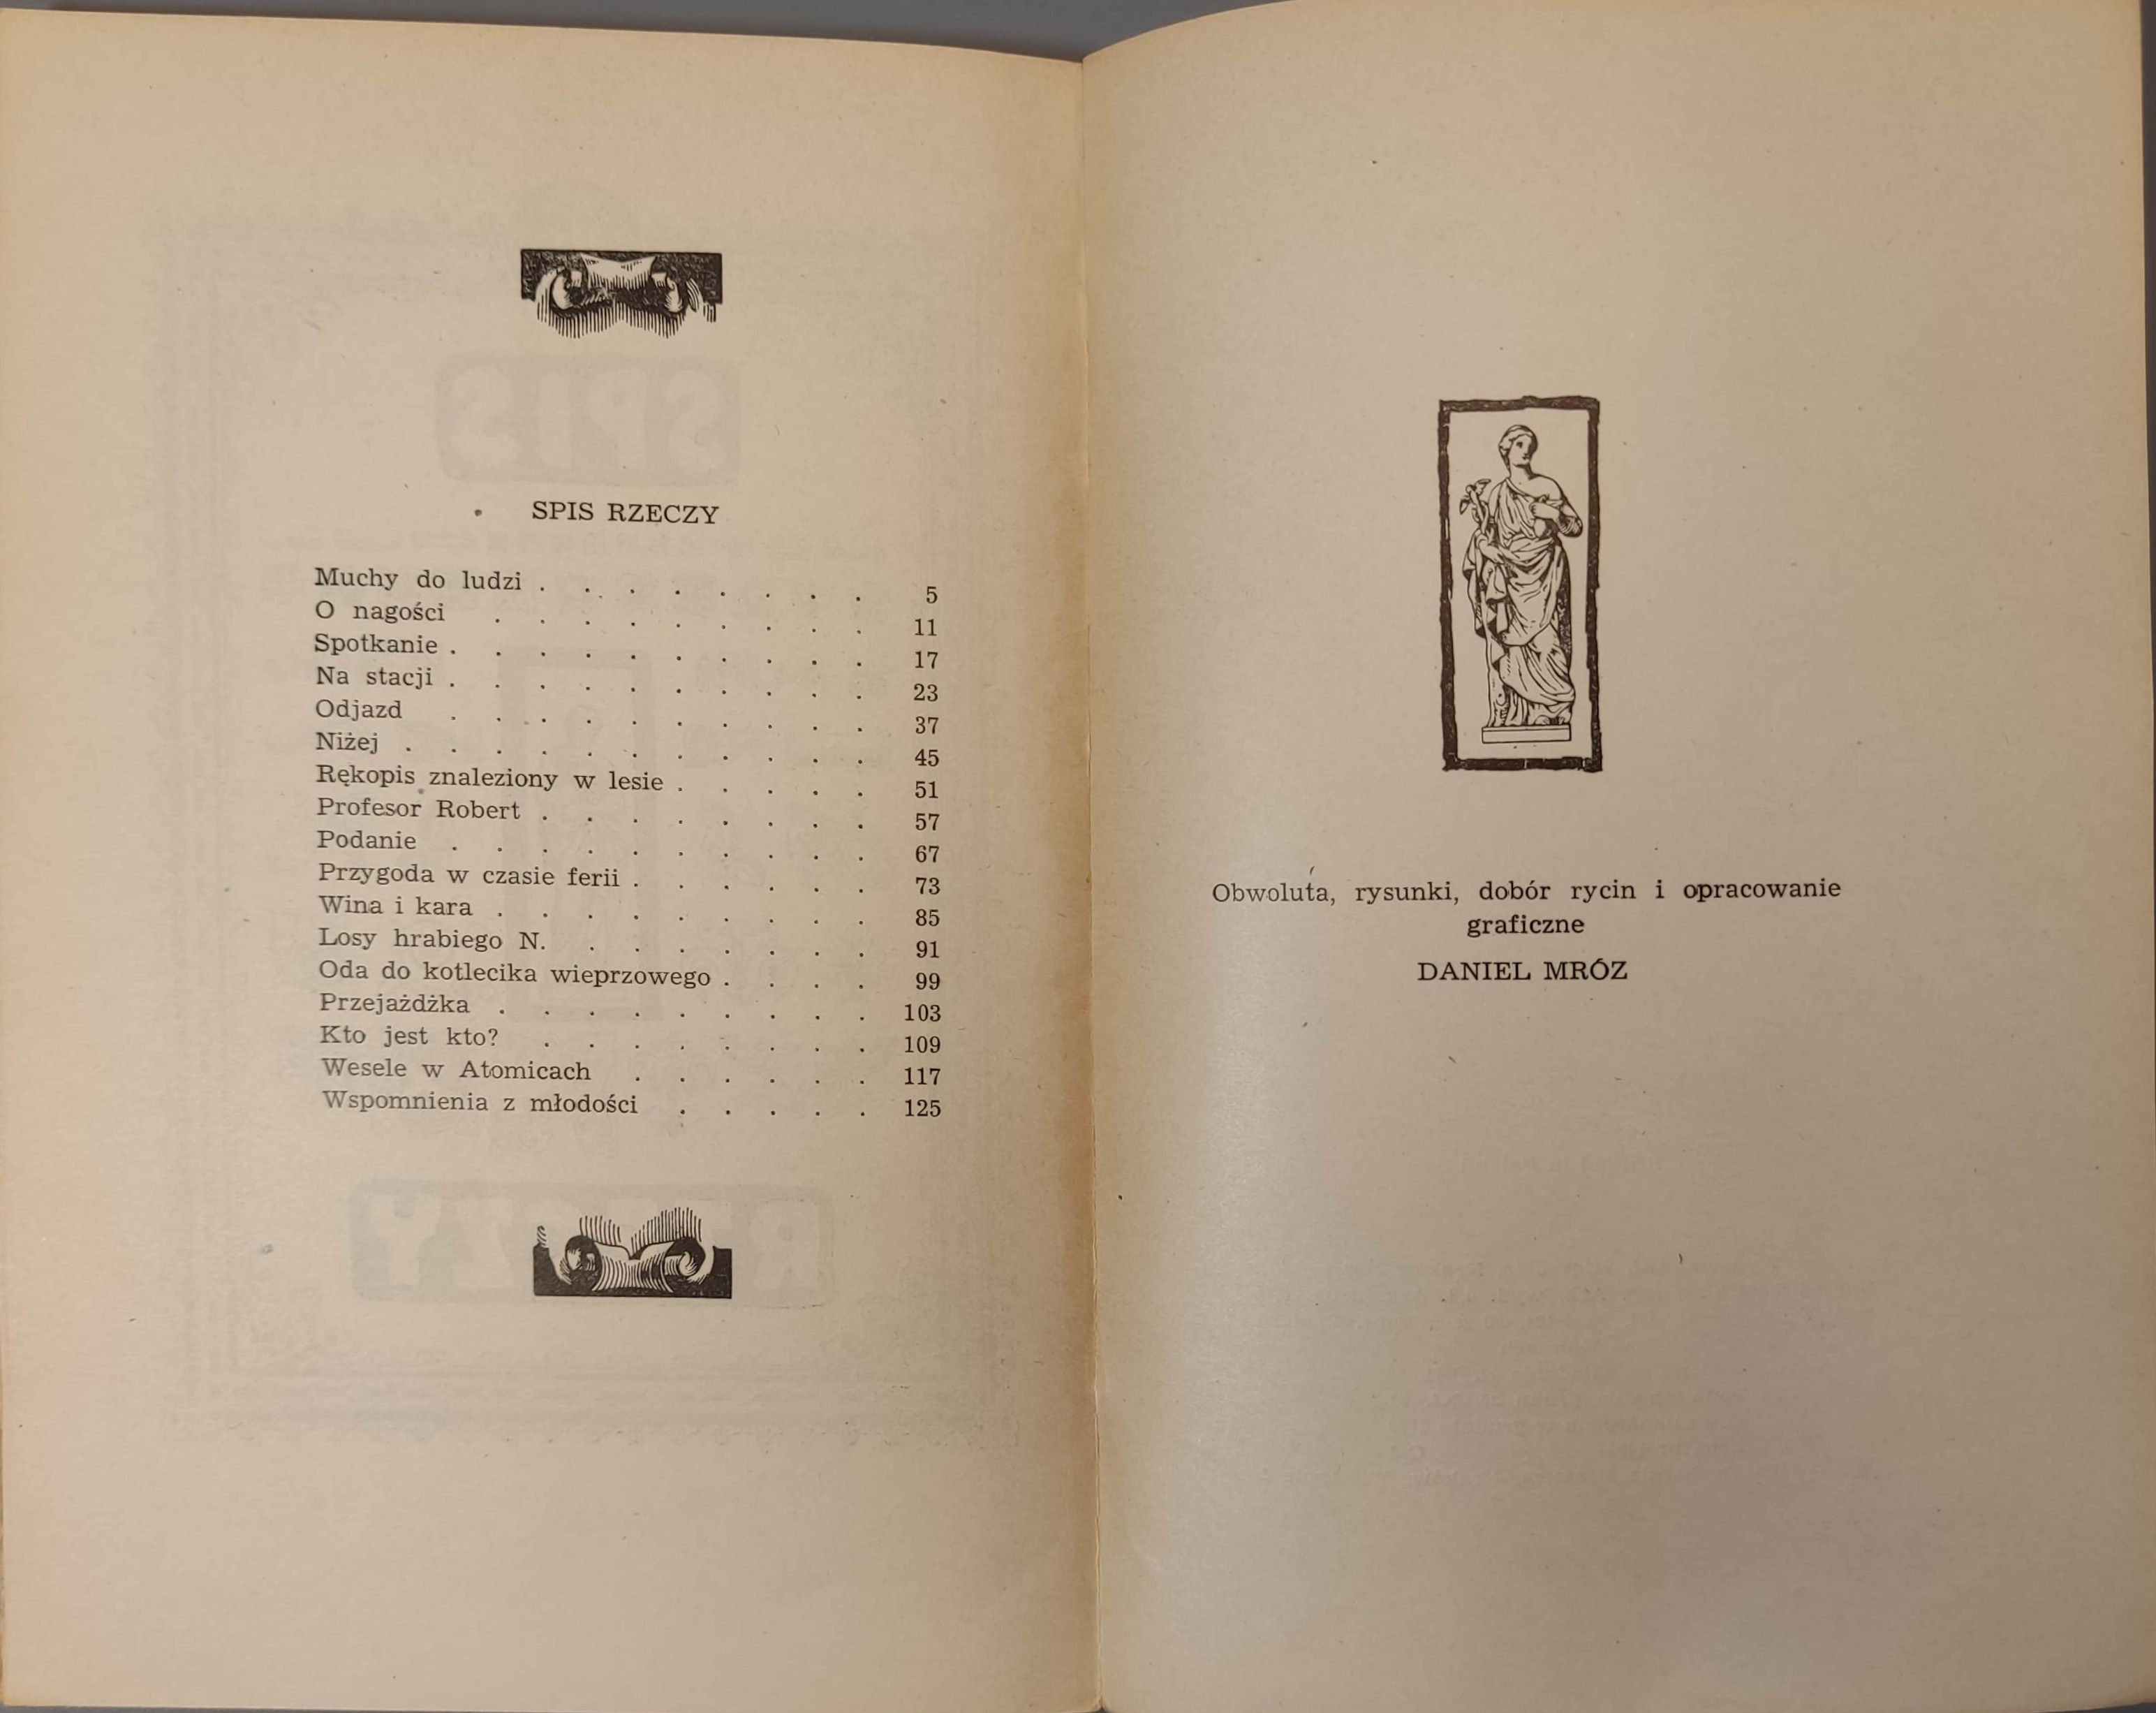 SPIS RZECZY
Muchy do ludzi . . . . . . . . 5
O nagości . . . . . . . . . 11
Spotkanie . . . . . . . . . . 17
Na stacji . . . . . . . . . . 23
Odjazd . . . . . . . . . . 37
Niżej . . . . . . . . . . . 45
Rękopis znaleziony w lesie . . . . . 51
Profesor Robert . . . . . . . . 57
Podanie . . . . . . . . . . 67
Przygoda w czasie ferii . . . . . . 73
Wina i kara . . . . . . . . . 85
Losy hrabiego N. . . . . . . . 91
Oda do kotlecika wieprzowego . . . . 99
Przejażdżka . . . . . . . . . 103
Kto jest kto? . . . . . . . . 109
Wesele w Atomicach . . . . . . 117
Wspomnienia z młodości . . . . . 125
Obwoluta, rysunki, dobór rycin i opracowanie
graficzne
DANIEL MRÓZ